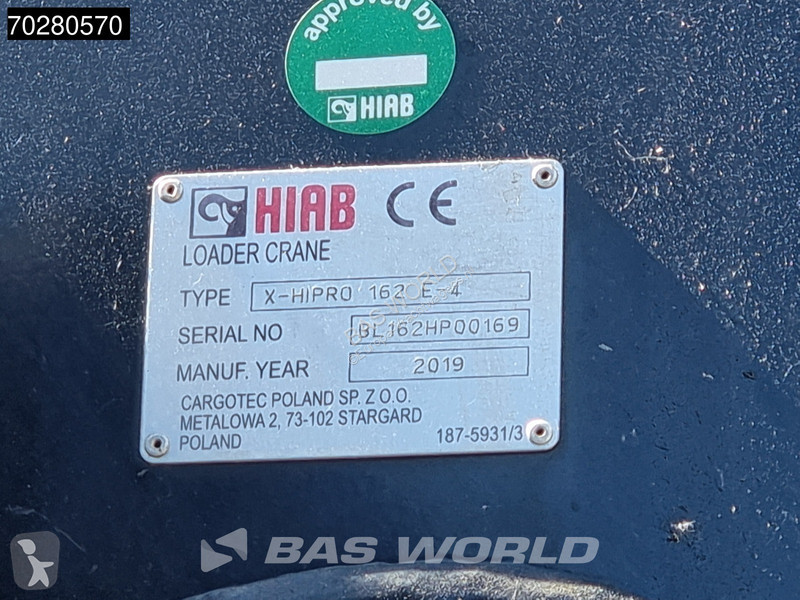 70280570
approved by
HIAB
HIAB CE
LOADER CRANE
TYPE X-HIPRO 162 E-4
SERIAL NO BL162HP00169
MANUF. YEAR 2019
CARGOTEC POLAND SP. Z O.O.
METALOWA 2, 73-102 STARGARD
POLAND 187-5931/3
BAS WORLD